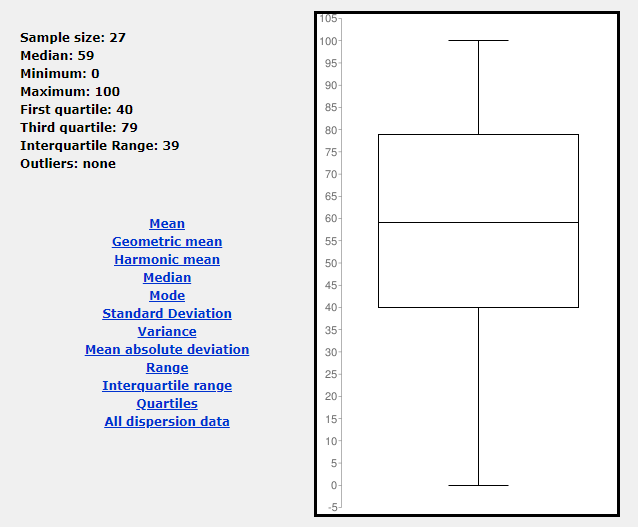 Sample size: 27
Median: 59
Minimum: 0
Maximum: 100
First quartile: 40
Third quartile: 79
Interquartile Range: 39
Outliers: none
Mean
Geometric mean
Harmonic mean
Median
Mode
Standard Deviation
Variance
Mean absolute deviation
Range
Interquartile range
Quartiles
All dispersion data
105
100
95
90
85
80
75
70
65
60
55
50
45
40
35
30
25
20
15
10
5
0
-5